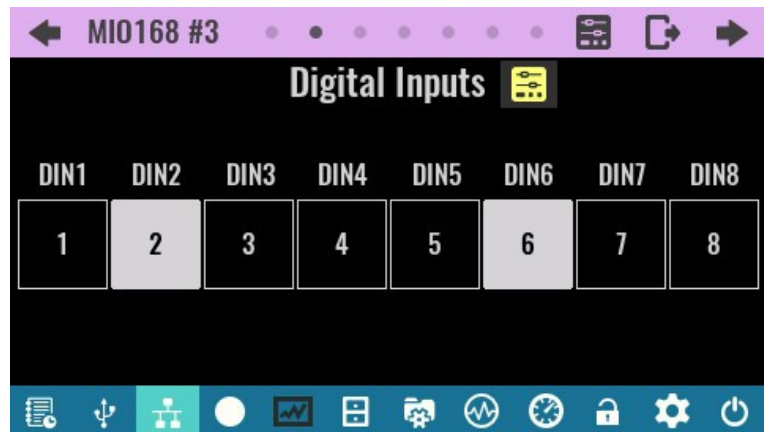 MIO168 #3
Digital Inputs
DIN1 DIN2 DIN3 DIN4 DIN5 DIN6 DIN7 DIN8
1 2 3 4 5 6 7 8